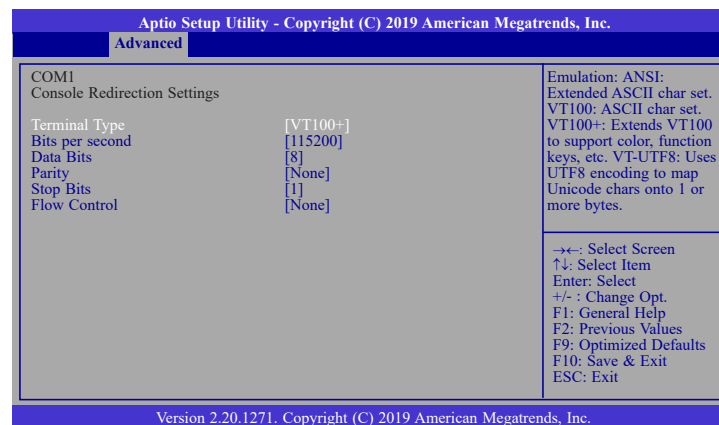 Aptio Setup Utility - Copyright (C) 2019 American Megatrends, Inc.
Advanced
COM1
Console Redirection Settings
Terminal Type [VT100+]
Bits per second [115200]
Data Bits [8]
Parity [None]
Stop Bits [1]
Flow Control [None]
Emulation: ANSI:
Extended ASCII char set.
VT100: ASCII char set.
VT100+: Extends VT100
to support color, function
keys, etc. VT-UTF8: Uses
UTF8 encoding to map
Unicode chars onto 1 or
more bytes.
→←: Select Screen
↑↓: Select Item
Enter: Select
+/- : Change Opt.
F1: General Help
F2: Previous Values
F9: Optimized Defaults
F10: Save & Exit
ESC: Exit
Version 2.20.1271. Copyright (C) 2019 American Megatrends, Inc.